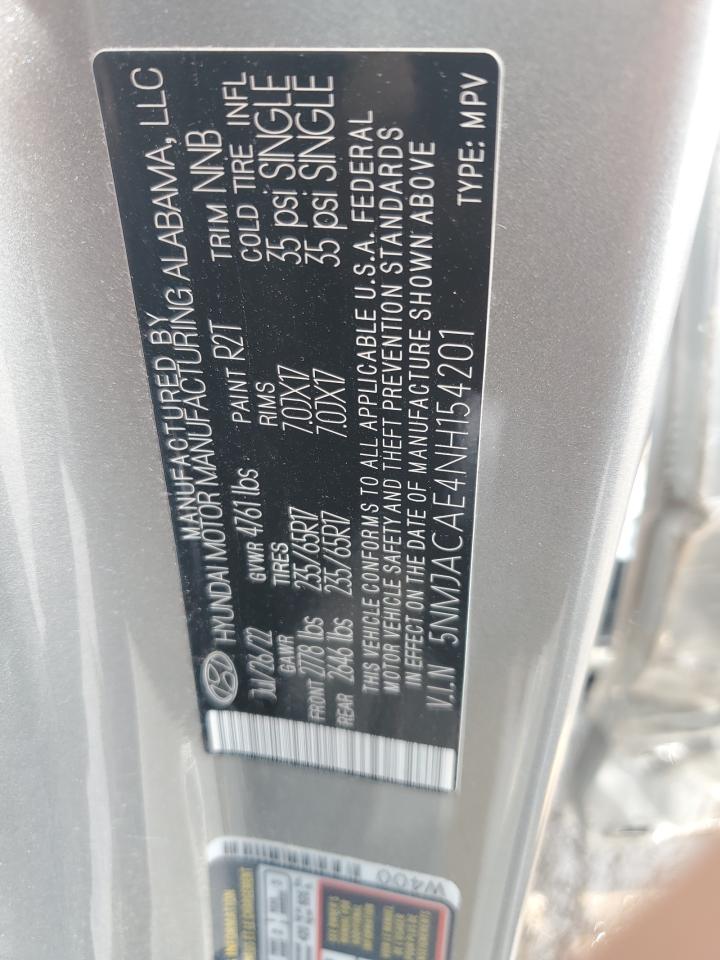 MANUFACTURED BY
HYUNDAI MOTOR MANUFACTURING ALABAMA, LLC
JUL/26/22 GVWR 4761 lbs PAINT R2T TRIM NNB
GAWR TIRES RIMS COLD TIRE INFL
FRONT 2778 lbs 235/65R17 7.0JX17 35 psi SINGLE
REAR 2646 lbs 235/65R17 7.0JX17 35 psi SINGLE
THIS VEHICLE CONFORMS TO ALL APPLICABLE U.S.A. FEDERAL
MOTOR VEHICLE SAFETY AND THEFT PREVENTION STANDARDS
IN EFFECT ON THE DATE OF MANUFACTURE SHOWN ABOVE
V.I.N 5NMJACAE4NH154201
TYPE: MPV
INFORMATION
W400